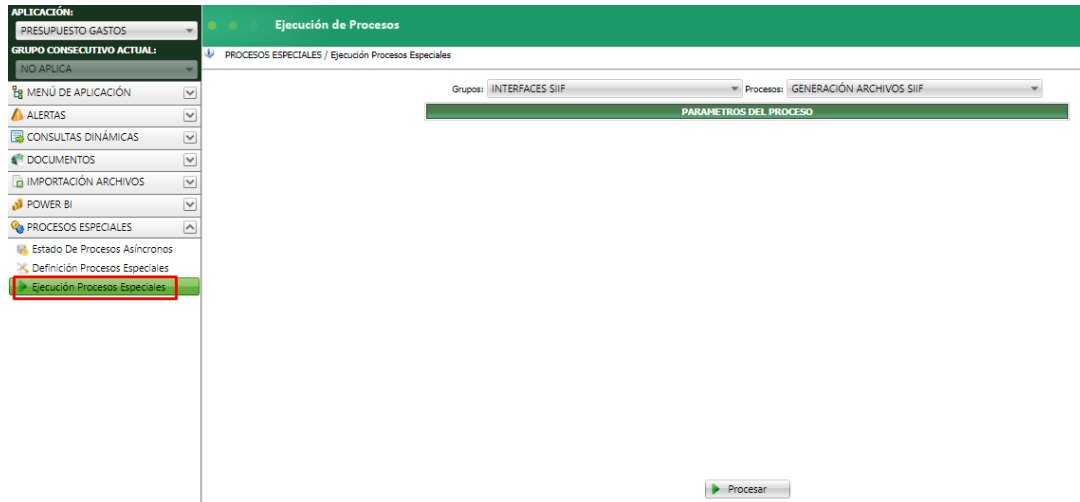 APLICACIÓN:
PRESUPUESTO GASTOS
GRUPO CONSECUTIVO ACTUAL:
NO APLICA
MENÚ DE APLICACIÓN
ALERTAS
CONSULTAS DINÁMICAS
DOCUMENTOS
IMPORTACIÓN ARCHIVOS
POWER BI
PROCESOS ESPECIALES
Estado De Procesos Asíncronos
Definición Procesos Especiales
Ejecución Procesos Especiales
Ejecución de Procesos
PROCESOS ESPECIALES / Ejecución Procesos Especiales
Grupos: INTERFACES SIIF Procesos: GENERACIÓN ARCHIVOS SIIF
PARAMETROS DEL PROCESO
Procesar